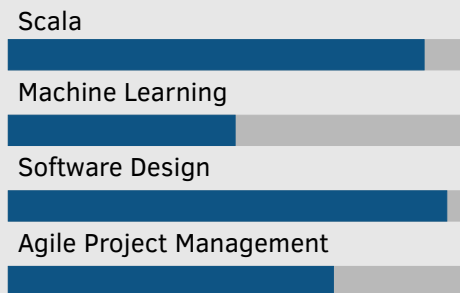 Scala
Machine Learning
Software Design
Agile Project Management